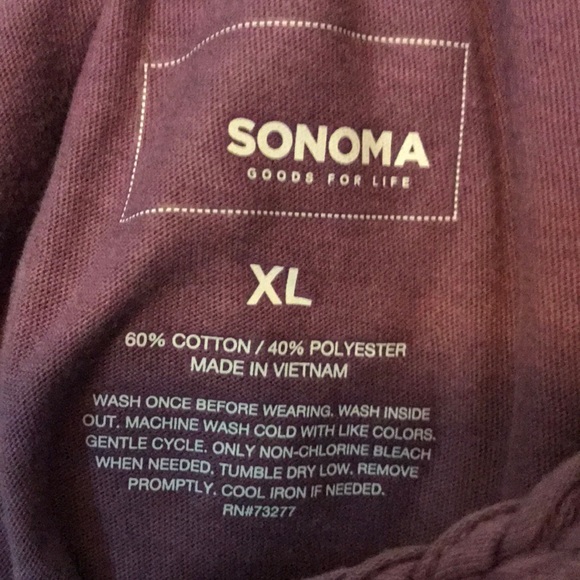 SONOMA
GOODS FOR LIFE
XL
60% COTTON / 40% POLYESTER
MADE IN VIETNAM
WASH ONCE BEFORE WEARING. WASH INSIDE
OUT. MACHINE WASH COLD WITH LIKE COLORS.
GENTLE CYCLE. ONLY NON-CHLORINE BLEACH
WHEN NEEDED. TUMBLE DRY LOW. REMOVE
PROMPTLY. COOL IRON IF NEEDED.
RN#73277